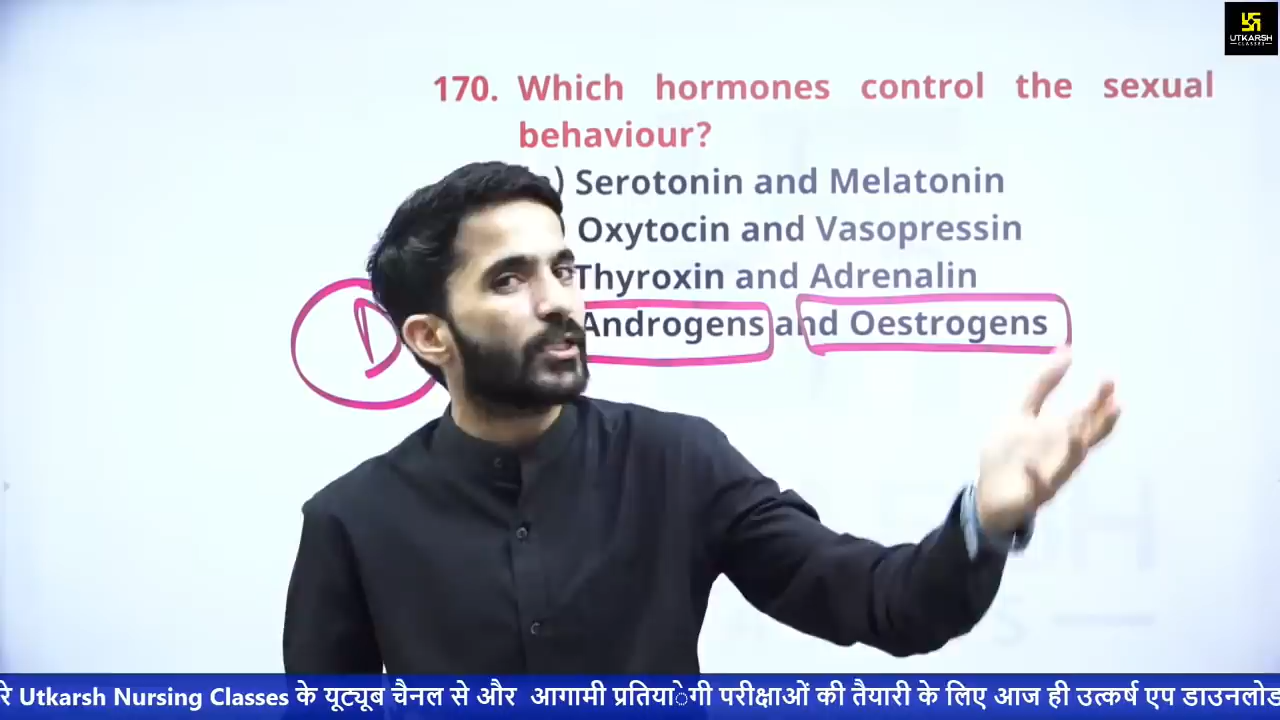 UTKARSH
CLASSES
170. Which hormones control the sexual
behaviour?
) Serotonin and Melatonin
) Oxytocin and Vasopressin
Thyroxin and Adrenalin
D Androgens and Oestrogens
रे Utkarsh Nursing Classes के यूट्यूब चैनल से और आगामी प्रतियोगी परीक्षाओं की तैयारी के लिए आज ही उत्कर्ष एप डाउनलोड